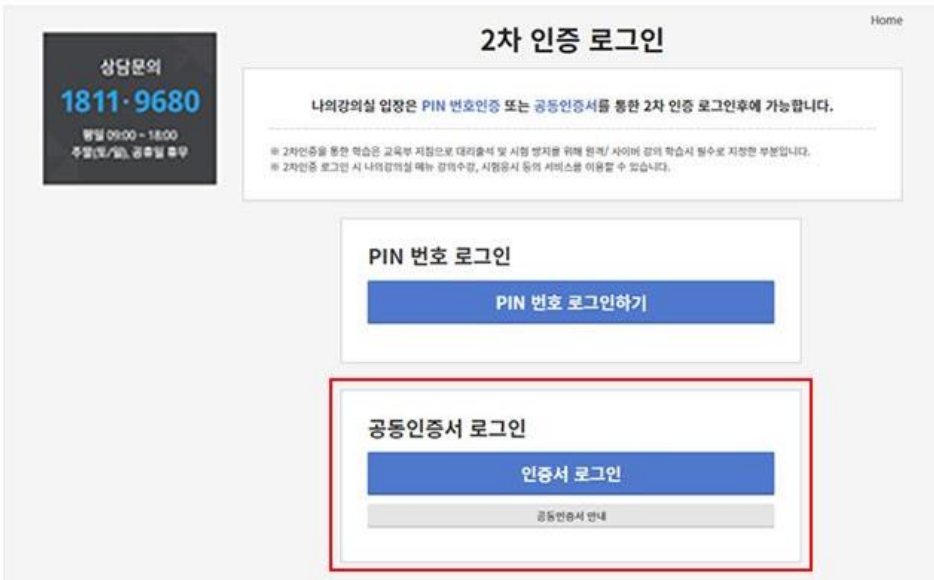 Home
2차 인증 로그인
상담문의
1811·9680
평일 09:00 ~ 18:00
주말(토/일), 공휴일 휴무
나의강의실 입장은 PIN 번호인증 또는 공동인증서를 통한 2차 인증 로그인후에 가능합니다.
※ 2차인증을 통한 학습은 교육부 지침으로 대리출석 및 시험 방지를 위해 원격/ 사이버 강의 학습시 필수로 지정한 부분입니다.
※ 2차인증 로그인 시 나의강의실 메뉴 강의수강, 시험응시 등의 서비스를 이용할 수 있습니다.
PIN 번호 로그인
PIN 번호 로그인하기
공동인증서 로그인
인증서 로그인
공동인증서 안내